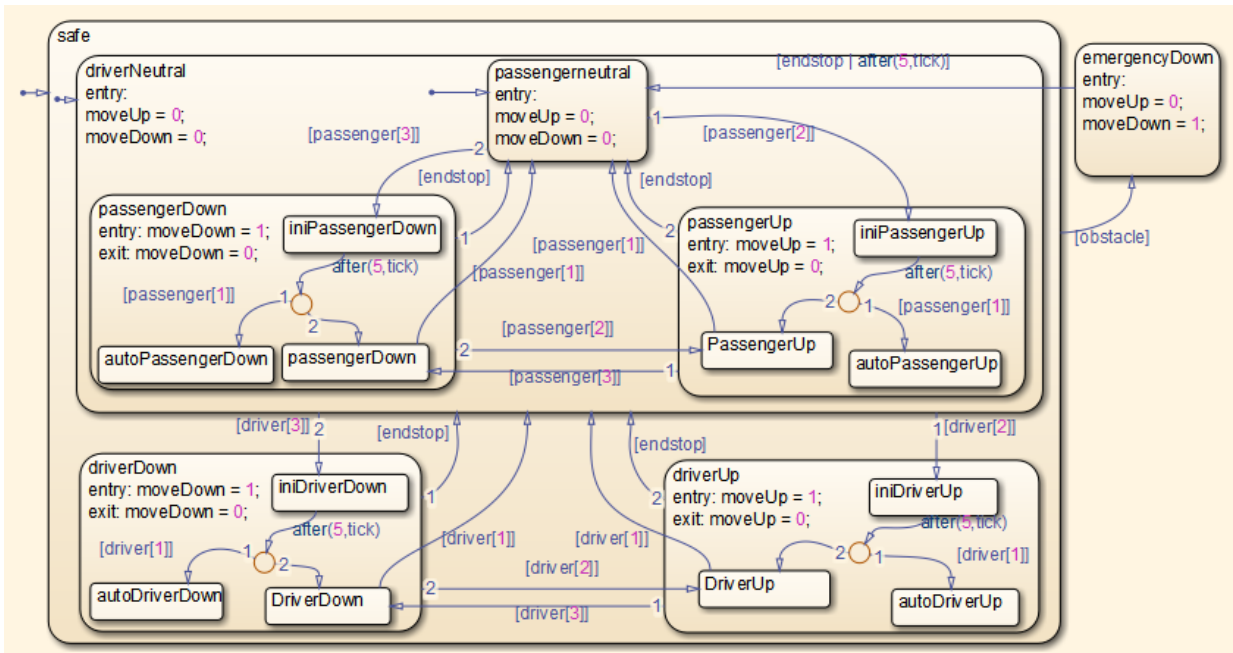 safe
driverNeutral
entry:
moveUp = 0;
moveDown = 0;
passengerneutral
entry:
moveUp = 0;
moveDown = 0;
[endstop | after(5,tick)]
emergencyDown
entry:
moveUp = 0;
moveDown = 1;
[passenger[3]]
2
1
[passenger[2]]
[endstop]
[endstop]
passengerDown
entry: moveDown = 1;
exit: moveDown = 0;
iniPassengerDown
1
after(5,tick)
[passenger[1]]
1
2
autoPassengerDown
passengerDown
[passenger[1]]
[passenger[1]]
2
[passenger[2]]
[passenger[3]]
1
passengerUp
entry: moveUp = 1;
exit: moveUp = 0;
iniPassengerUp
2
after(5,tick)
2
1
[passenger[1]]
PassengerUp
autoPassengerUp
[obstacle]
[driver[3]]
2
[endstop]
[endstop]
1
[driver[2]]
driverDown
entry: moveDown = 1;
exit: moveDown = 0;
iniDriverDown
1
after(5,tick)
[driver[1]]
1
2
autoDriverDown
DriverDown
[driver[1]]
[driver[1]]
2
[driver[2]]
[driver[3]]
1
driverUp
entry: moveUp = 1;
exit: moveUp = 0;
iniDriverUp
2
after(5,tick)
2
1
[driver[1]]
DriverUp
autoDriverUp